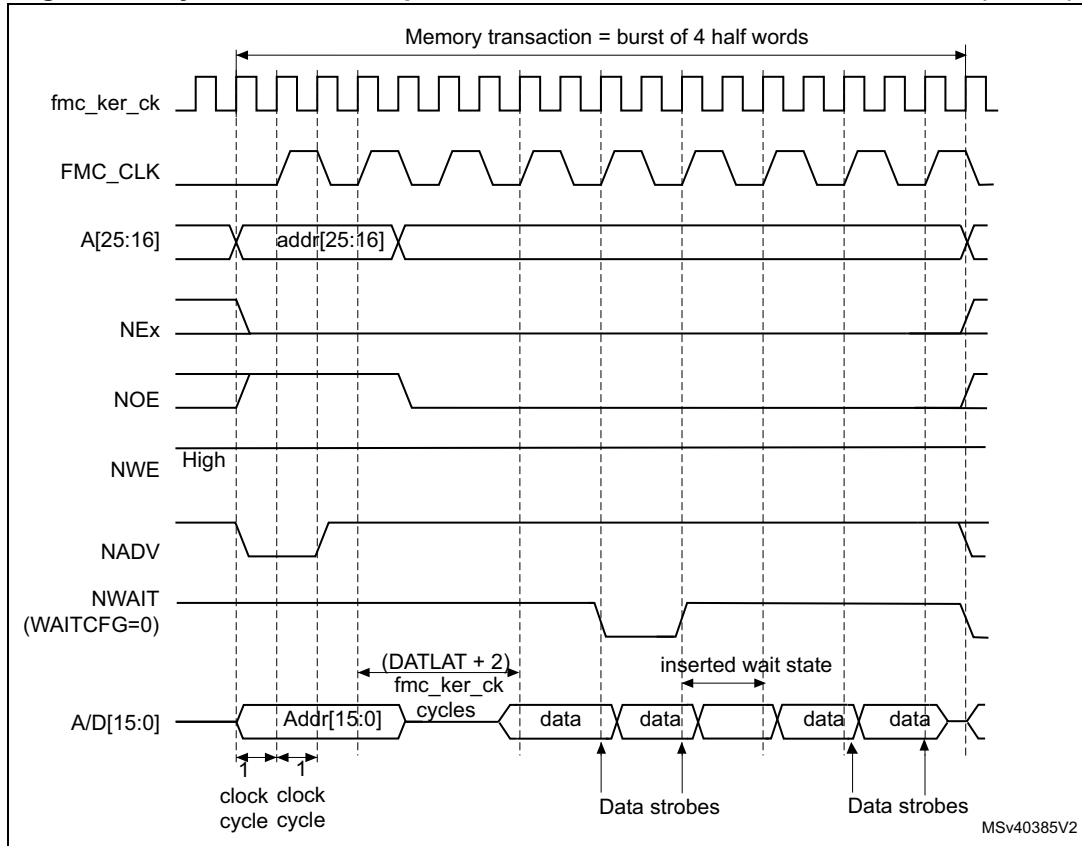 Memory transaction = burst of 4 half words
fmc_ker_ck
FMC_CLK
A[25:16]
addr[25:16]
NEx
NOE
High
NWE
NADV
NWAIT
(WAITCFG=0)
(DATLAT + 2)
fmc_ker_ck
cycles
inserted wait state
A/D[15:0]
Addr[15:0]
data
data
data
data
1
clock
cycle
1
clock
cycle
Data strobes
Data strobes
MSv40385V2